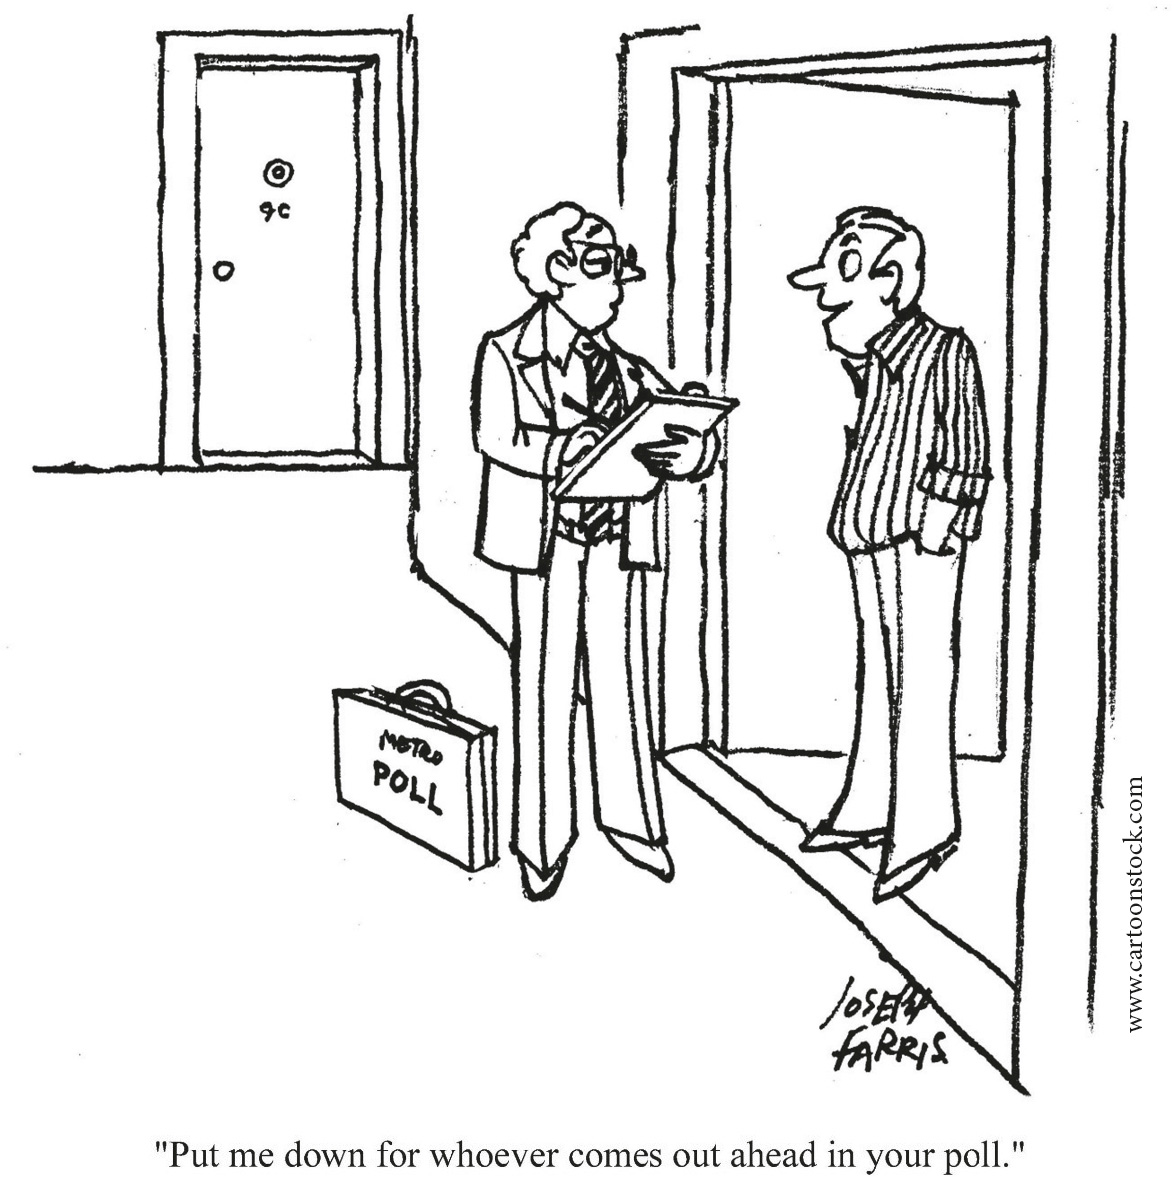 9C
METRO
POLL
JOSEPH
FARRIS
www.cartoonstock.com
"Put me down for whoever comes out ahead in your poll."